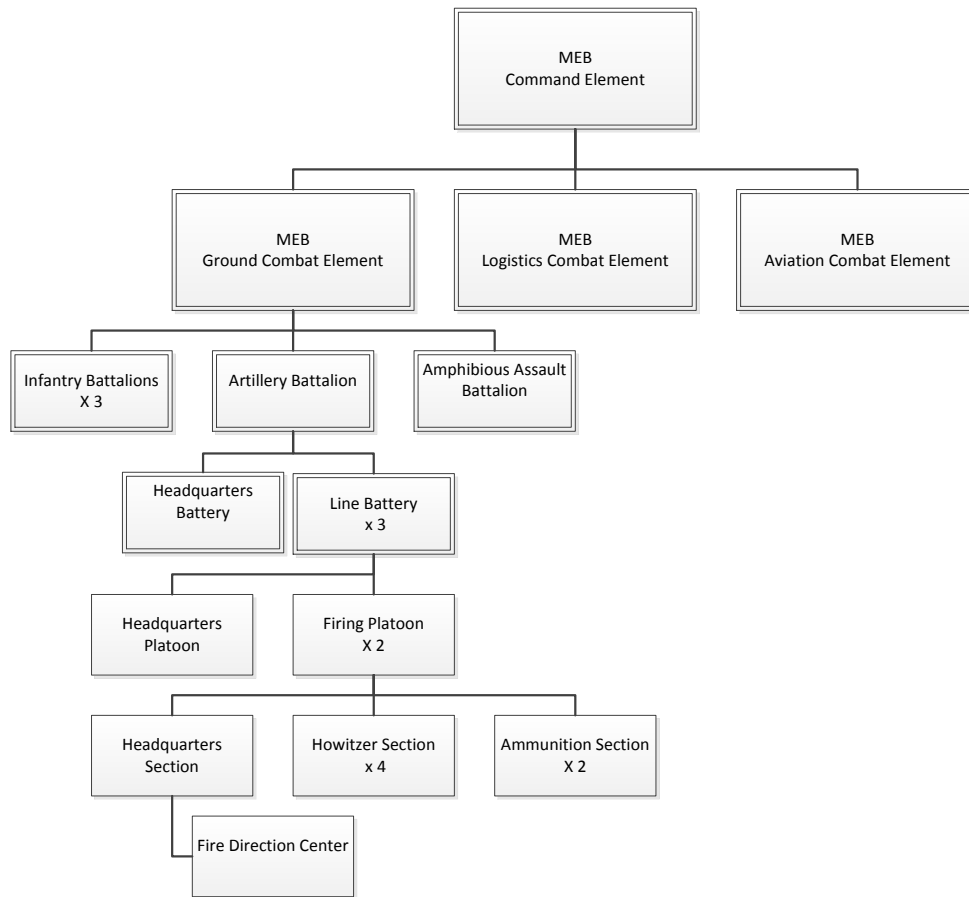 MEB
Command Element
MEB
Ground Combat Element
MEB
Logistics Combat Element
MEB
Aviation Combat Element
Infantry Battalions
X 3
Artillery Battalion
Amphibious Assault
Battalion
Headquarters
Battery
Line Battery
x 3
Headquarters
Platoon
Firing Platoon
X 2
Headquarters
Section
Howitzer Section
x 4
Ammunition Section
X 2
Fire Direction Center